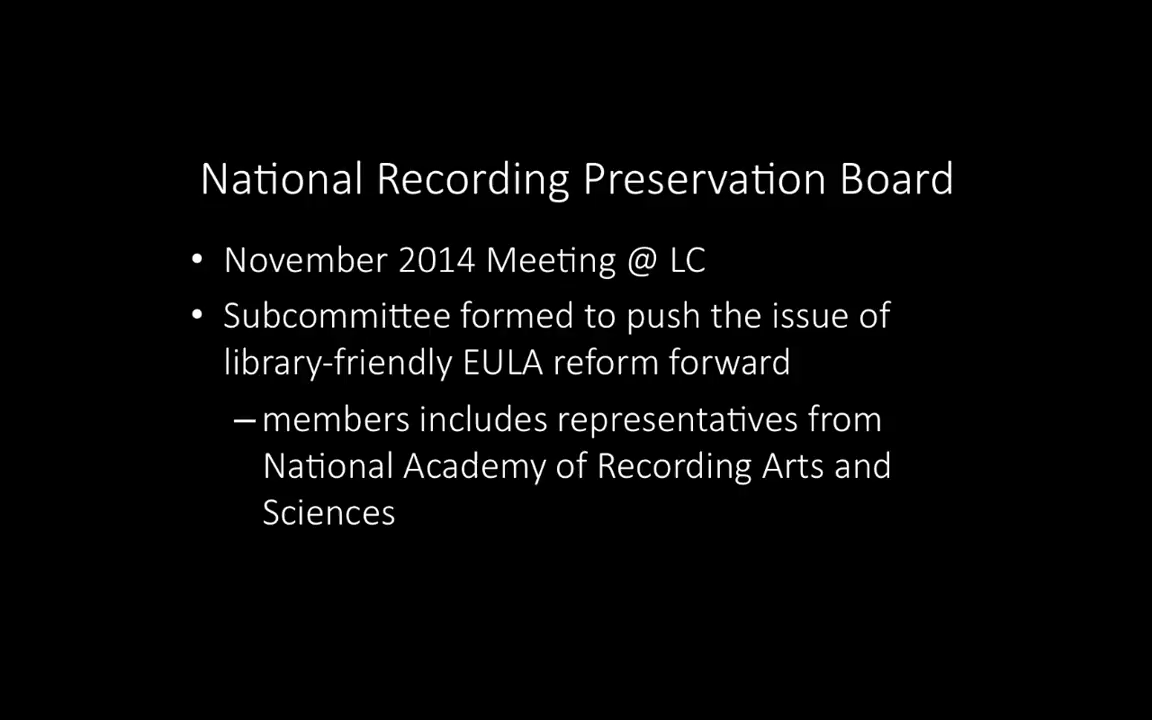 National Recording Preservation Board
• November 2014 Meeting @ LC
• Subcommittee formed to push the issue of
library-friendly EULA reform forward
– members includes representatives from
National Academy of Recording Arts and
Sciences